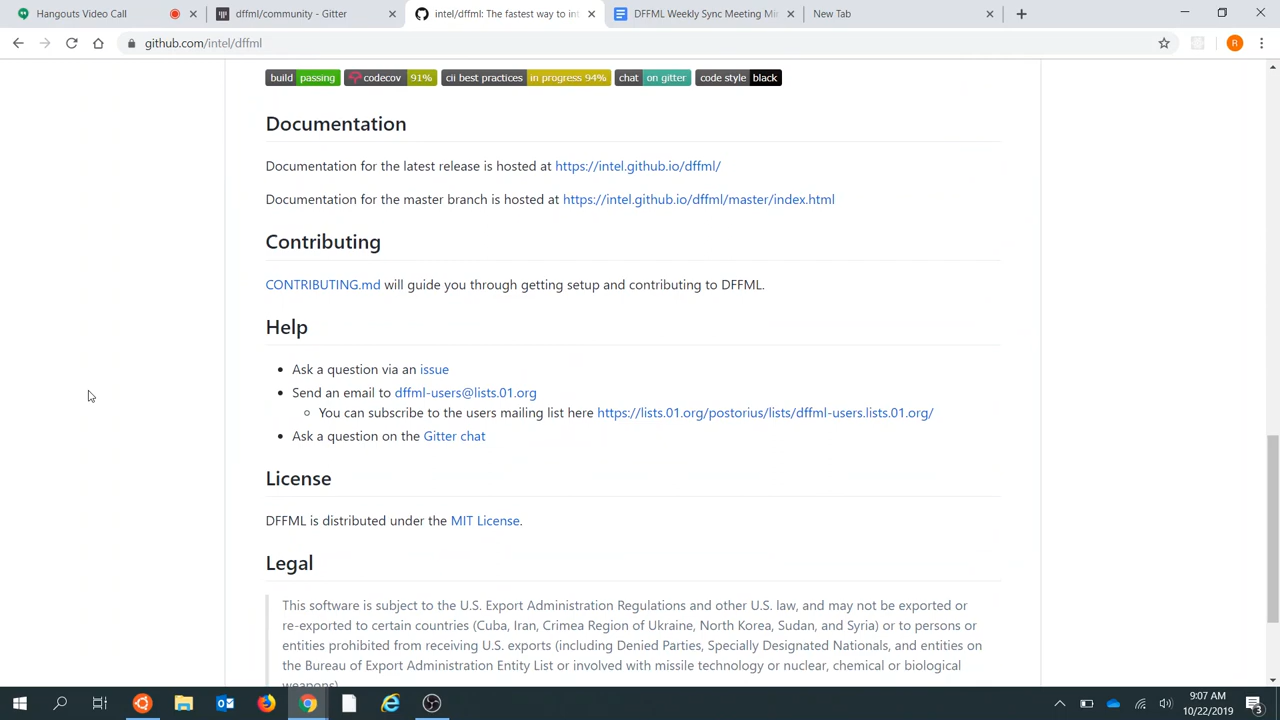 Hangouts Video Call
dffml/community - Gitter
intel/dffml: The fastest way to int
DFFML Weekly Sync Meeting Mi
New Tab
github.com/intel/dffml
R
build passing
codecov 91%
cii best practices in progress 94%
chat on gitter
code style black
Documentation
Documentation for the latest release is hosted at https://intel.github.io/dffml/
Documentation for the master branch is hosted at https://intel.github.io/dffml/master/index.html
Contributing
CONTRIBUTING.md will guide you through getting setup and contributing to DFFML.
Help
• Ask a question via an issue
• Send an email to dffml-users@lists.01.org
◦ You can subscribe to the users mailing list here https://lists.01.org/postorius/lists/dffml-users.lists.01.org/
• Ask a question on the Gitter chat
License
DFFML is distributed under the MIT License.
Legal
This software is subject to the U.S. Export Administration Regulations and other U.S. law, and may not be exported or
re-exported to certain countries (Cuba, Iran, Crimea Region of Ukraine, North Korea, Sudan, and Syria) or to persons or
entities prohibited from receiving U.S. exports (including Denied Parties, Specially Designated Nationals, and entities on
the Bureau of Export Administration Entity List or involved with missile technology or nuclear, chemical or biological
weapons)
9:07 AM
10/22/2019
3